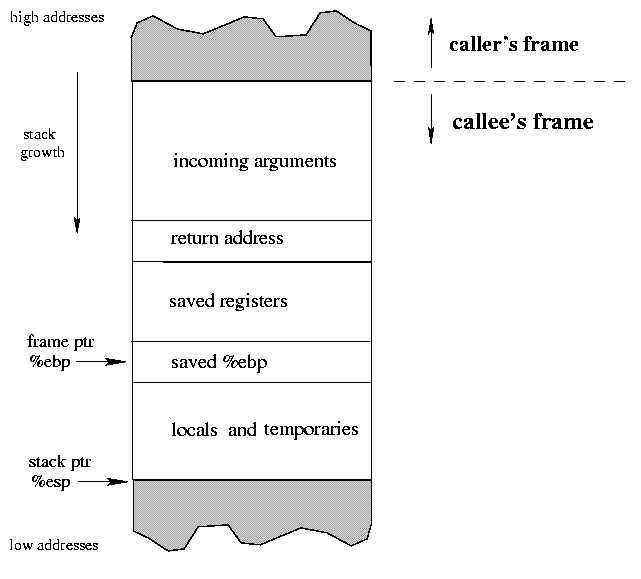 high addresses
caller's frame
callee's frame
stack
growth
incoming arguments
return address
saved registers
frame ptr
%ebp
saved %ebp
locals and temporaries
stack ptr
%esp
low addresses